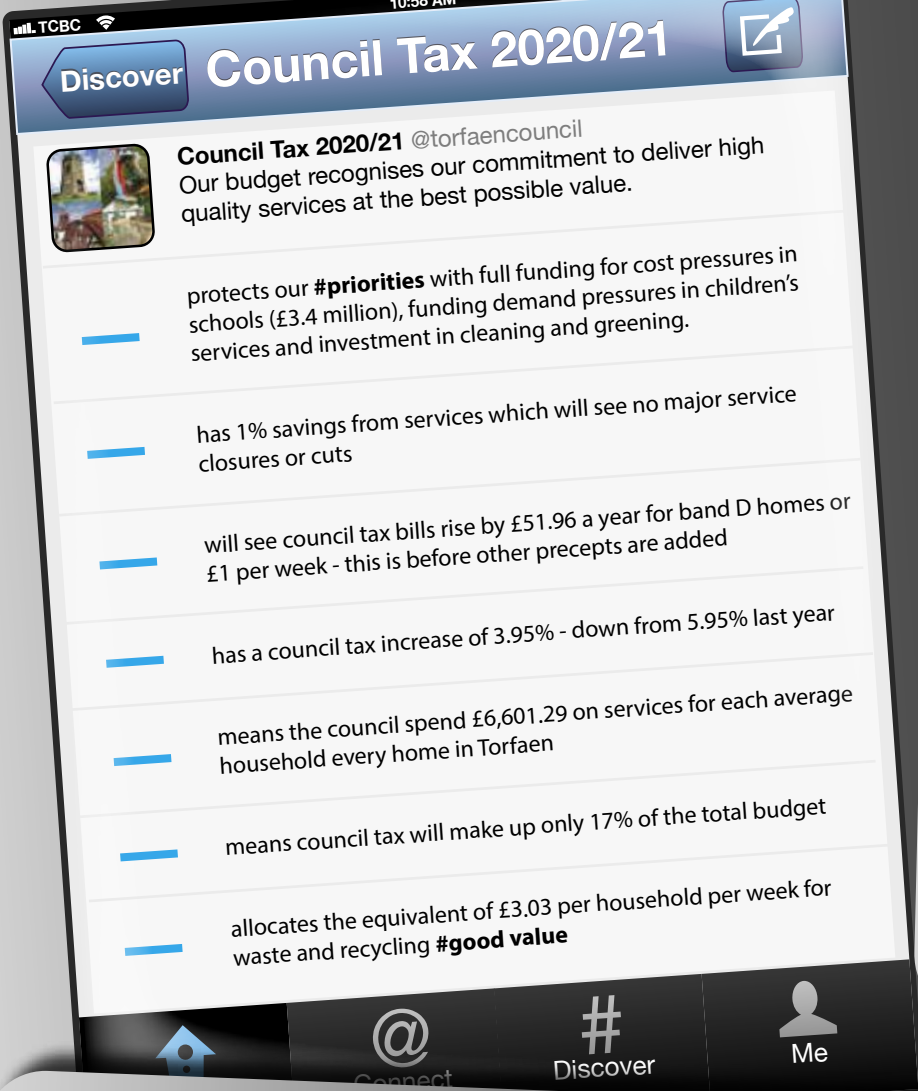 TCBC
10:58 AM
Discover
Council Tax 2020/21
Council Tax 2020/21 @torfaencouncil
Our budget recognises our commitment to deliver high
quality services at the best possible value.
protects our #priorities with full funding for cost pressures in
schools (£3.4 million), funding demand pressures in children’s
services and investment in cleaning and greening.
has 1% savings from services which will see no major service
closures or cuts
will see council tax bills rise by £51.96 a year for band D homes or
£1 per week - this is before other precepts are added
has a council tax increase of 3.95% - down from 5.95% last year
means the council spend £6,601.29 on services for each average
household every home in Torfaen
means council tax will make up only 17% of the total budget
allocates the equivalent of £3.03 per household per week for
waste and recycling #good value
@
Connect
#
Discover
Me